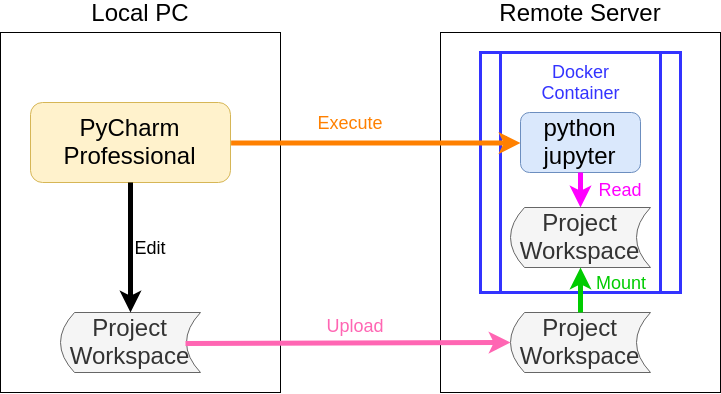 Local PC
Remote Server
Docker
Container
PyCharm
Professional
Execute
python
jupyter
Read
Project
Workspace
Edit
Mount
Project
Workspace
Upload
Project
Workspace